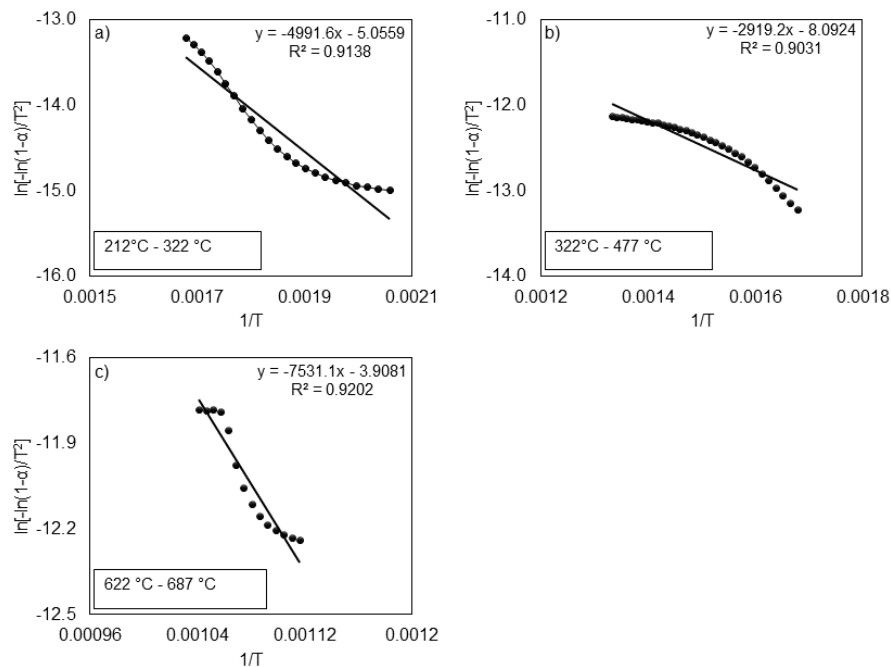 a)
y = -4991.6x - 5.0559
R² = 0.9138
-13.0
-14.0
-15.0
-16.0
ln[-ln(1-α)/T²]
212°C - 322 °C
0.0015
0.0017
0.0019
0.0021
1/T
b)
y = -2919.2x - 8.0924
R² = 0.9031
-11.0
-12.0
-13.0
-14.0
ln[-ln(1-α)/T²]
322°C - 477 °C
0.0012
0.0014
0.0016
0.0018
1/T
c)
y = -7531.1x - 3.9081
R² = 0.9202
-11.6
-11.9
-12.2
-12.5
ln[-ln(1-α)/T²]
622 °C - 687 °C
0.00096
0.00104
0.00112
0.0012
1/T